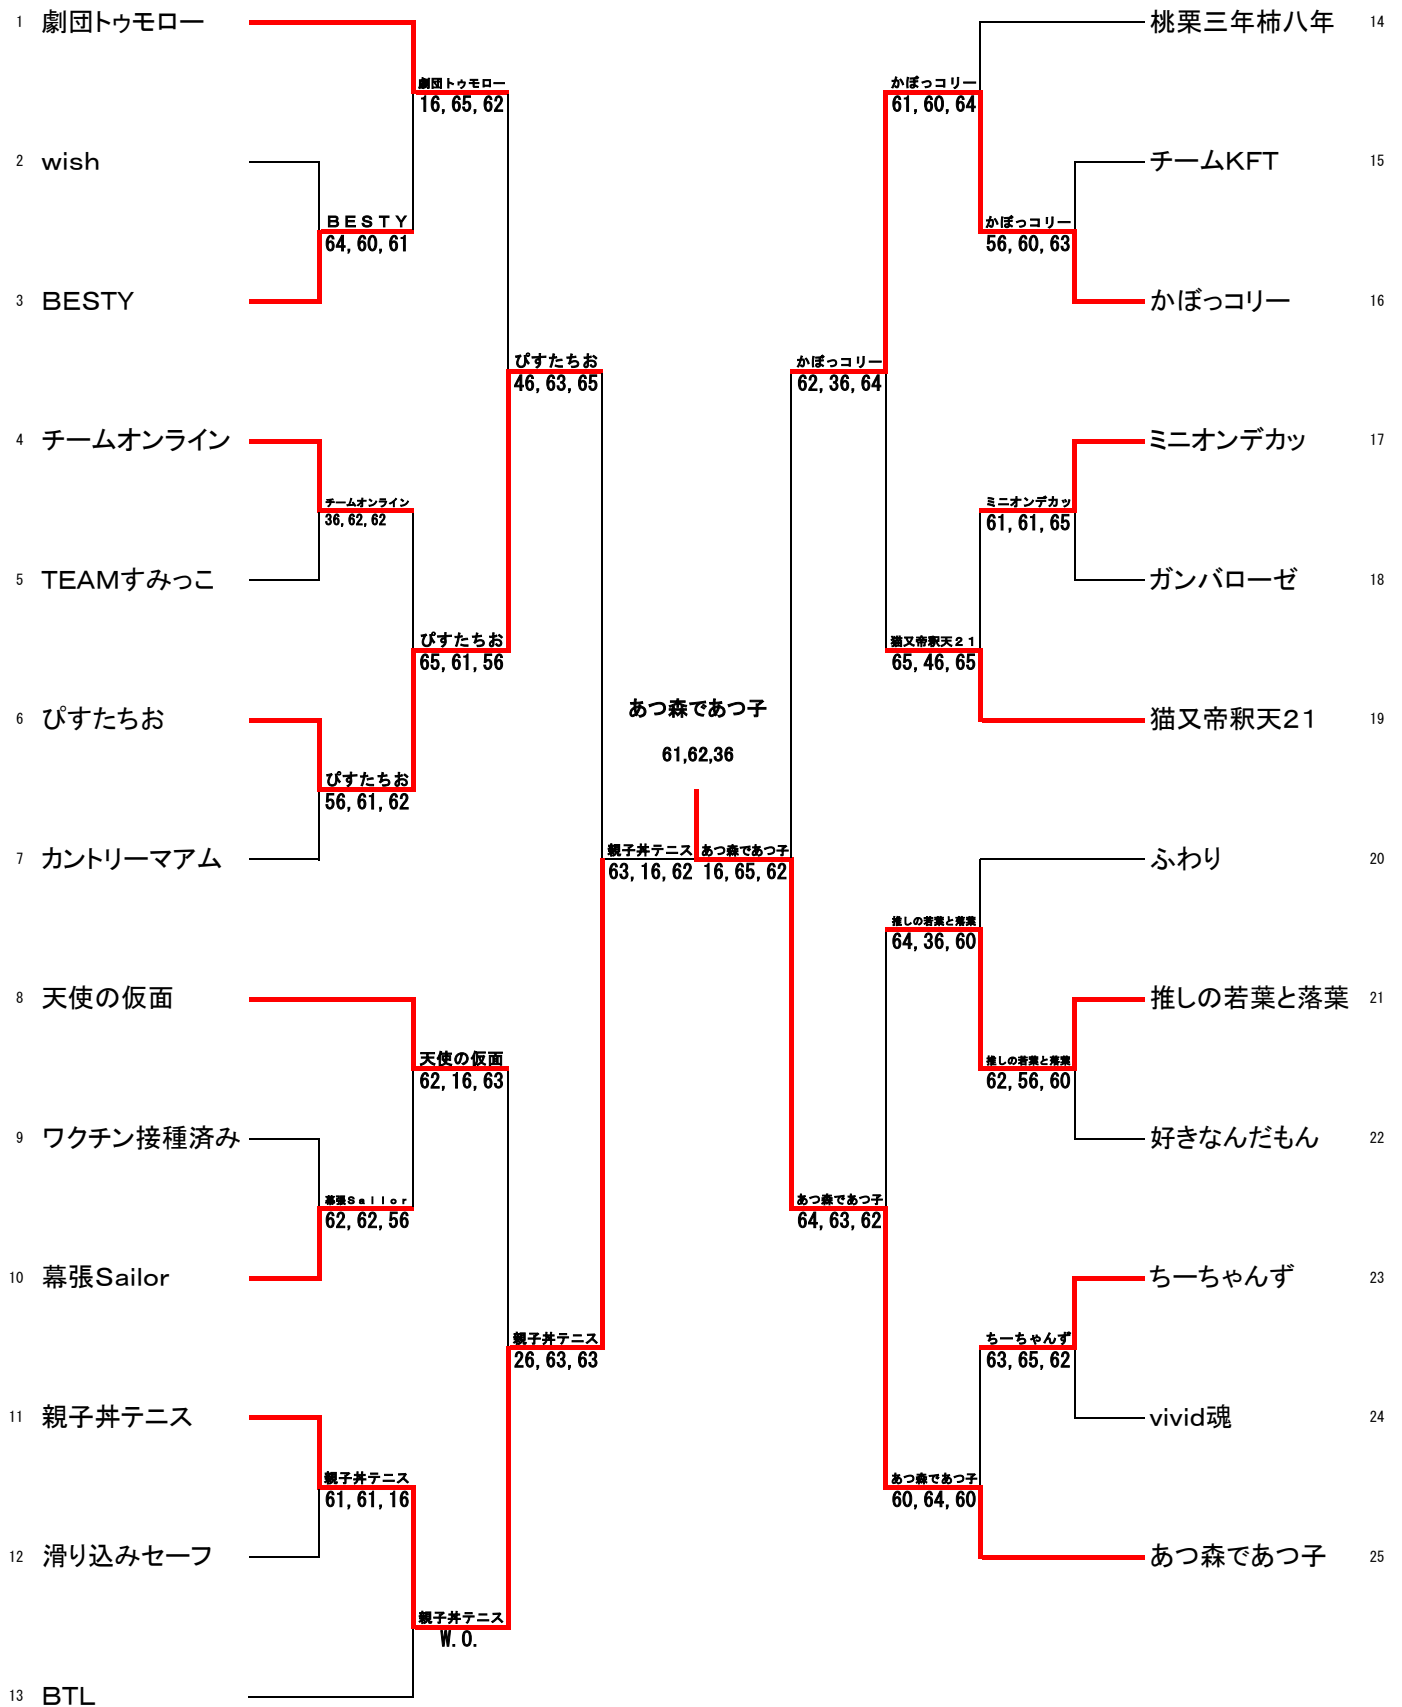 1 劇団トゥモロー
桃栗三年柿八年 14
劇団トゥモロー
16, 65, 62
かぼっコリー
61, 60, 64
2 wish
チームKFT 15
ＢＥＳＴＹ
64, 60, 61
かぼっコリー
56, 60, 63
3 BESTY
かぼっコリー 16
ぴすたちお
46, 63, 65
かぼっコリー
62, 36, 64
4 チームオンライン
ミニオンデカッ 17
チームオンライン
36, 62, 62
ミニオンデカッ
61, 61, 65
5 TEAMすみっこ
ガンバローゼ 18
ぴすたちお
65, 61, 56
猫又帝釈天２１
65, 46, 65
6 ぴすたちお
あつ森であつ子
61,62,36
猫又帝釈天21 19
ぴすたちお
56, 61, 62
7 カントリーマアム
親子丼テニス
63, 16, 62
あつ森であつ子
16, 65, 62
ふわり 20
推しの若葉と落葉
64, 36, 60
8 天使の仮面
推しの若葉と落葉 21
天使の仮面
62, 16, 63
推しの若葉と落葉
62, 56, 60
9 ワクチン接種済み
好きなんだもん 22
幕張Ｓａｉｌｏｒ
62, 62, 56
あつ森であつ子
64, 63, 62
10 幕張Sailor
ちーちゃんず 23
親子丼テニス
26, 63, 63
ちーちゃんず
63, 65, 62
11 親子丼テニス
vivid魂 24
親子丼テニス
61, 61, 16
あつ森であつ子
60, 64, 60
12 滑り込みセーフ
あつ森であつ子 25
親子丼テニス
W. O.
13 BTL